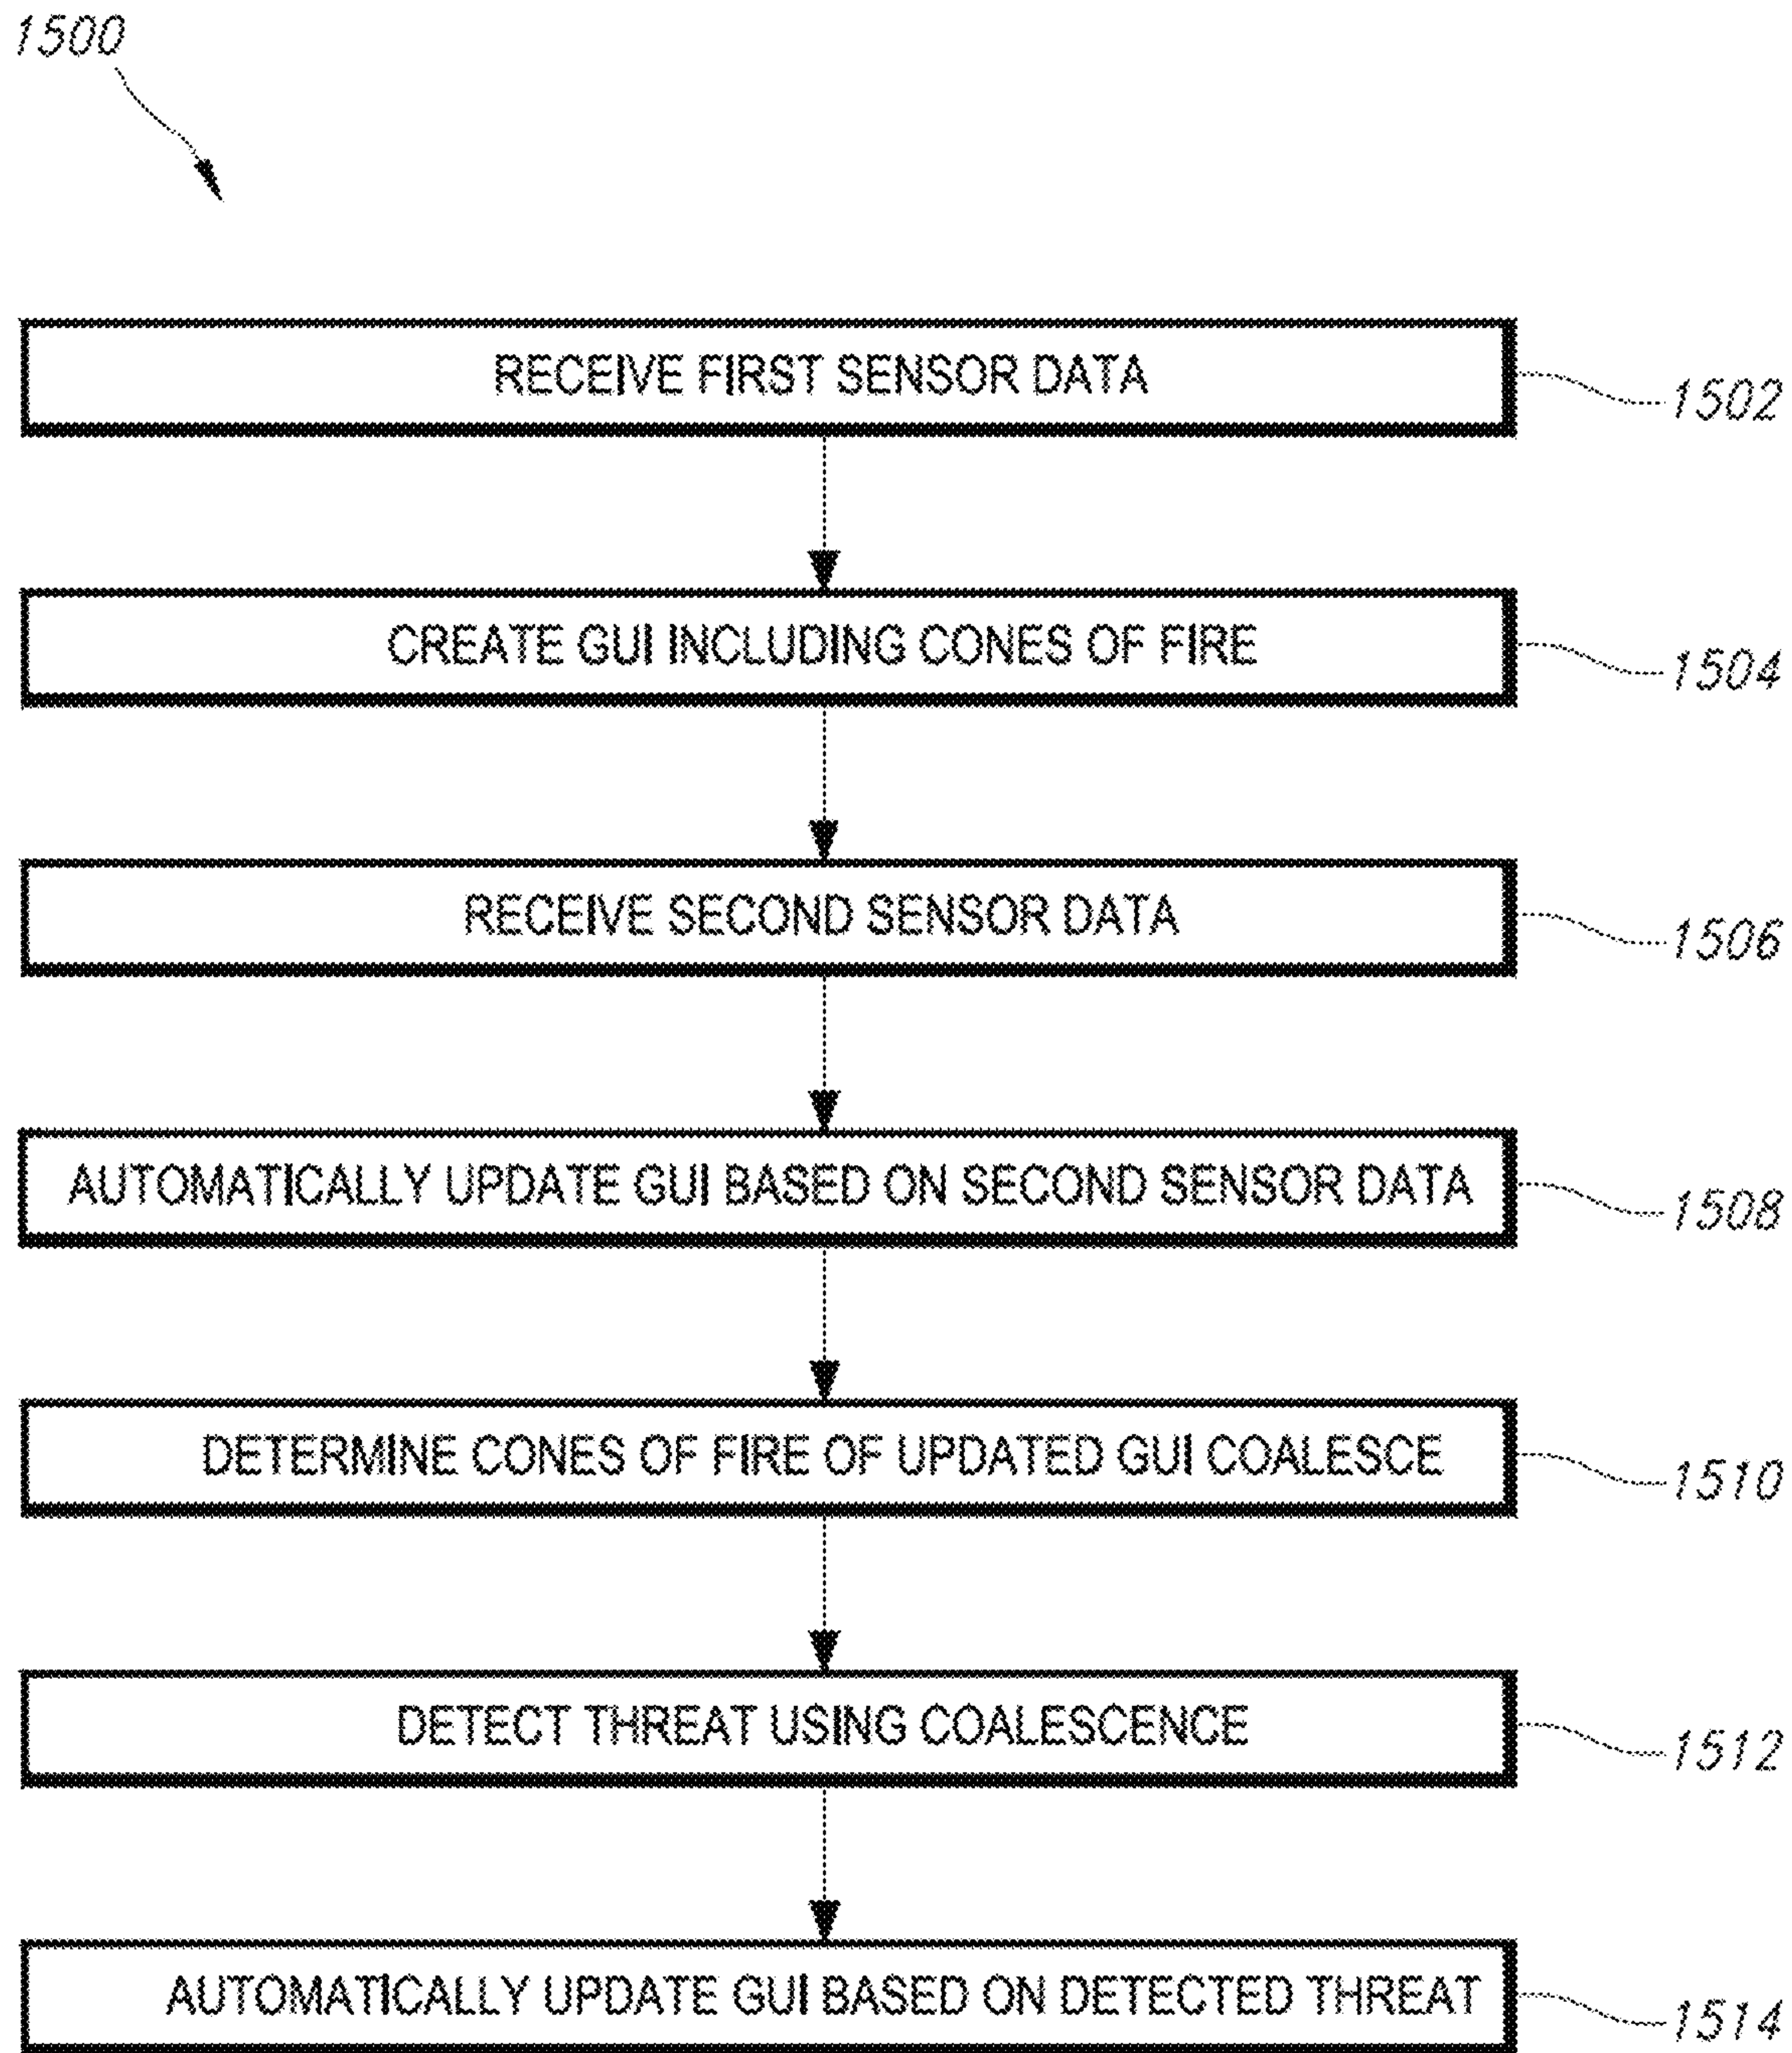 1500
RECEIVE FIRST SENSOR DATA
1502
CREATE GUI INCLUDING CONES OF FIRE
1504
RECEIVE SECOND SENSOR DATA
1506
AUTOMATICALLY UPDATE GUI BASED ON SECOND SENSOR DATA
1508
DETERMINE CONES OF FIRE OF UPDATED GUI COALESCE
1510
DETECT THREAT USING COALESCENCE
1512
AUTOMATICALLY UPDATE GUI BASED ON DETECTED THREAT
1514